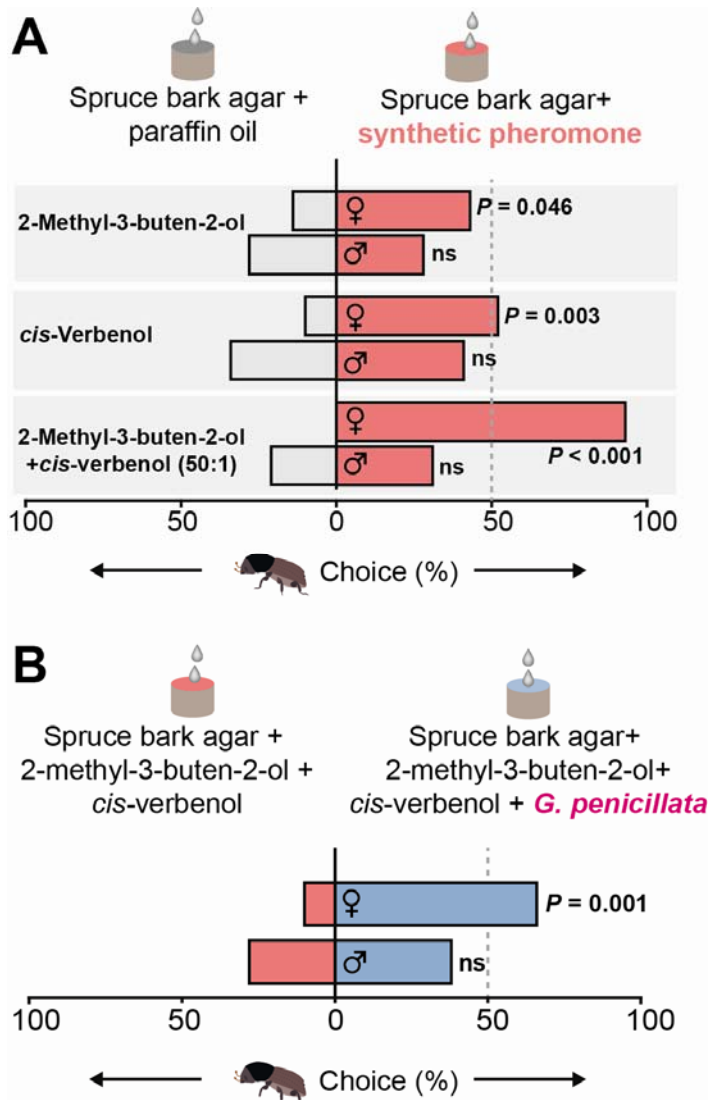 A
Spruce bark agar +
paraffin oil
Spruce bark agar+
synthetic pheromone
2-Methyl-3-buten-2-ol
♀
P = 0.046
♂
ns
cis-Verbenol
♀
P = 0.003
♂
ns
2-Methyl-3-buten-2-ol
+cis-verbenol (50:1)
♀
P < 0.001
♂
ns
100 50 0 50 100
Choice (%)
B
Spruce bark agar +
2-methyl-3-buten-2-ol +
cis-verbenol
Spruce bark agar+
2-methyl-3-buten-2-ol+
cis-verbenol + G. penicillata
♀
P = 0.001
♂
ns
100 50 0 50 100
Choice (%)